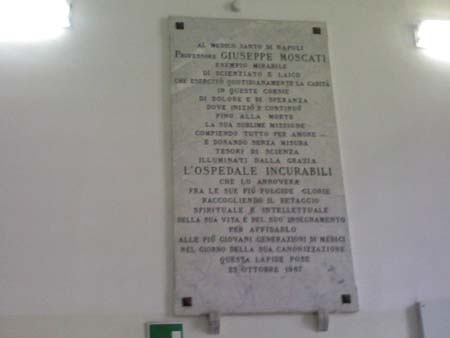 AL MEDICO SANTO DI NAPOLI
PROFESSORE GIUSEPPE MOSCATI
ESEMPIO MIRABILE
DI SCIENZIATO E LAICO
CHE ESERCITÒ QUOTIDIANAMENTE LA CARITÀ
IN QUESTE CORSIE
DI DOLORE E DI SPERANZA
DOVE INIZIÒ E CONTINUÒ
FINO ALLA MORTE
LA SUA SUBLIME MISSIONE
COMPIENDO TUTTO PER AMORE
E DONANDO SENZA MISURA
TESORI DI SCIENZA
ILLUMINATI DALLA GRAZIA
L'OSPEDALE INCURABILI
CHE LO ANNOVERA
FRA LE SUE PIÙ FULGIDE GLORIE
RACCOGLIENDO IL RETAGGIO
SPIRITUALE E INTELLETTUALE
DELLA SUA VITA E DEL SUO INSEGNAMENTO
PER AFFIDARLO
ALLE PIÙ GIOVANI GENERAZIONI DI MEDICI
NEL GIORNO DELLA SUA CANONIZZAZIONE
QUESTA LAPIDE POSE
25 OTTOBRE 1987